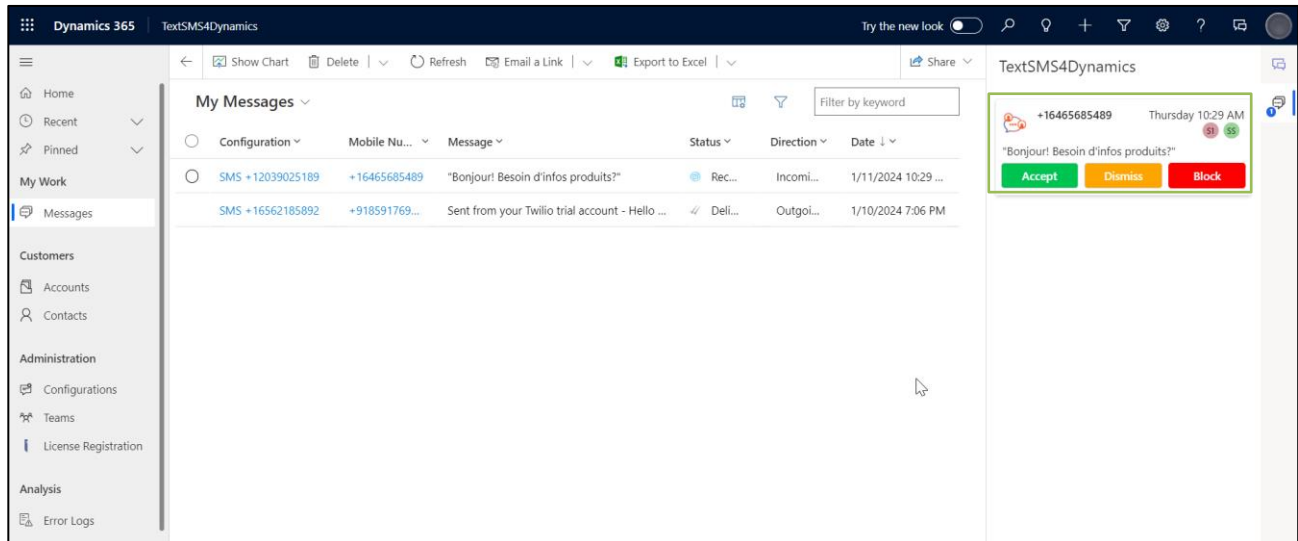 Dynamics 365 TextSMS4Dynamics Try the new look
Show Chart Delete Refresh Email a Link Export to Excel Share
Home
Recent
Pinned
My Work
Messages
Customers
Accounts
Contacts
Administration
Configurations
Teams
License Registration
Analysis
Error Logs
My Messages Filter by keyword
Configuration Mobile Nu... Message Status Direction Date
SMS +12039025189 +16465685489 "Bonjour! Besoin d'infos produits?" Rec... Incomi... 1/11/2024 10:29 ...
SMS +16562185892 +918591769... Sent from your Twilio trial account - Hello ... Deli... Outgoi... 1/10/2024 7:06 PM
TextSMS4Dynamics
+16465685489 Thursday 10:29 AM
SI SS
"Bonjour! Besoin d'infos produits?"
Accept Dismiss Block
1